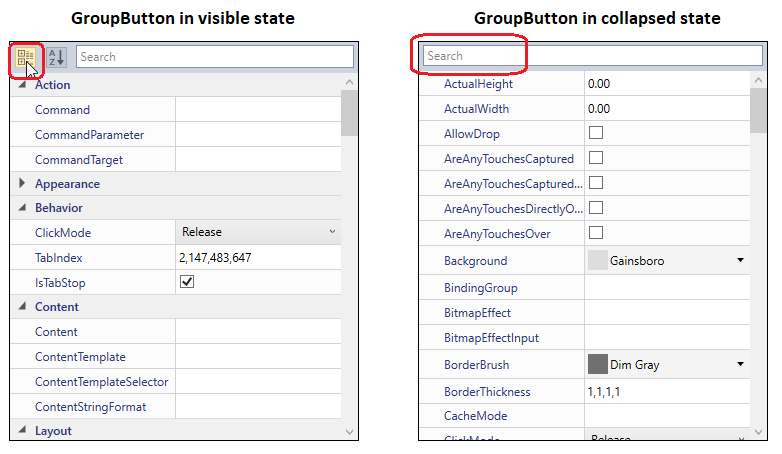 GroupButton in visible state
GroupButton in collapsed state
A
Z
Search
Action
Command
CommandParameter
CommandTarget
Appearance
Behavior
ClickMode Release
TabIndex 2,147,483,647
IsTabStop
Content
Content
ContentTemplate
ContentTemplateSelector
ContentStringFormat
Layout
Search
ActualHeight 0.00
ActualWidth 0.00
AllowDrop
AreAnyTouchesCaptured
AreAnyTouchesCaptured...
AreAnyTouchesDirectlyO...
AreAnyTouchesOver
Background Gainsboro
BindingGroup
BitmapEffect
BitmapEffectInput
BorderBrush Dim Gray
BorderThickness 1,1,1,1
CacheMode
ClickMode Release